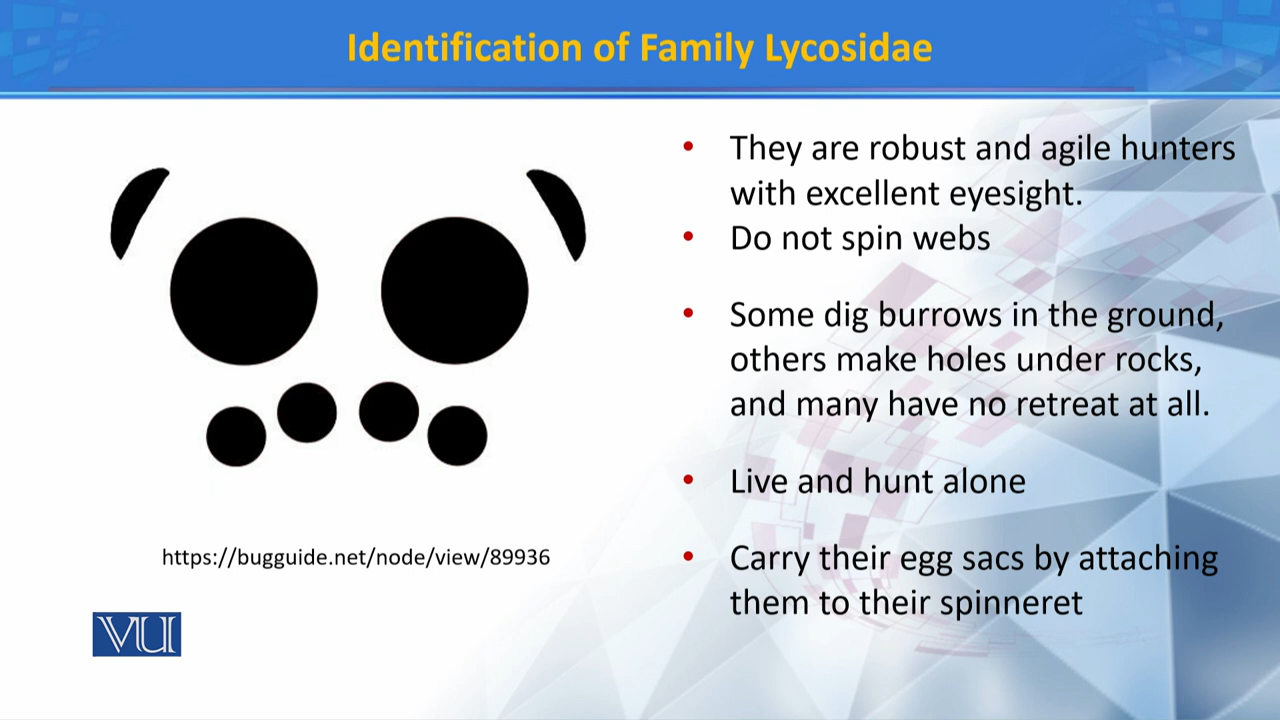 Identification of Family Lycosidae
• They are robust and agile hunters
with excellent eyesight.
• Do not spin webs
• Some dig burrows in the ground,
others make holes under rocks,
and many have no retreat at all.
• Live and hunt alone
• Carry their egg sacs by attaching
them to their spinneret
https://bugguide.net/node/view/89936
VU